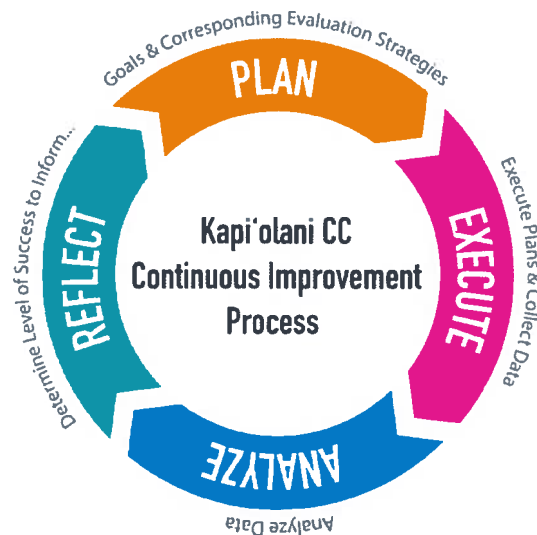 Goals & Corresponding Evaluation Strategies
PLAN
Execute Plans & Collect Data
EXECUTE
Analyze Data
ANALYZE
Determine Level of Success to Inform...
REFLECT
Kapiʻolani CC
Continuous Improvement
Process